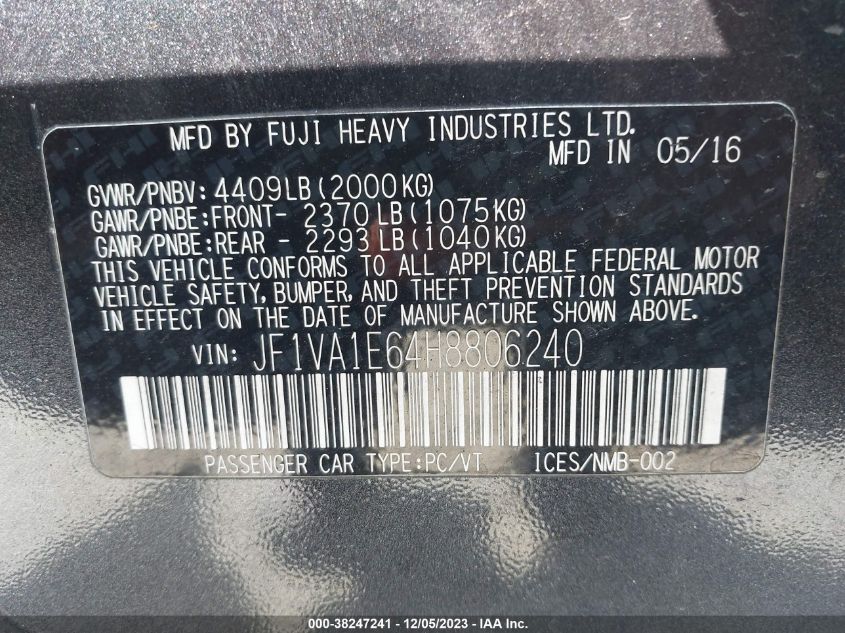 MFD BY FUJI HEAVY INDUSTRIES LTD.
MFD IN 05/16
GVWR/PNBV: 4409LB(2000KG)
GAWR/PNBE:FRONT- 2370LB(1075KG)
GAWR/PNBE:REAR - 2293LB(1040KG)
THIS VEHICLE CONFORMS TO ALL APPLICABLE FEDERAL MOTOR
VEHICLE SAFETY, BUMPER, AND THEFT PREVENTION STANDARDS
IN EFFECT ON THE DATE OF MANUFACTURE SHOWN ABOVE.
VIN: JF1VA1E64H8806240
PASSENGER CAR TYPE:PC/VT ICES/NMB-002
000-38247241 - 12/05/2023 - IAA Inc.